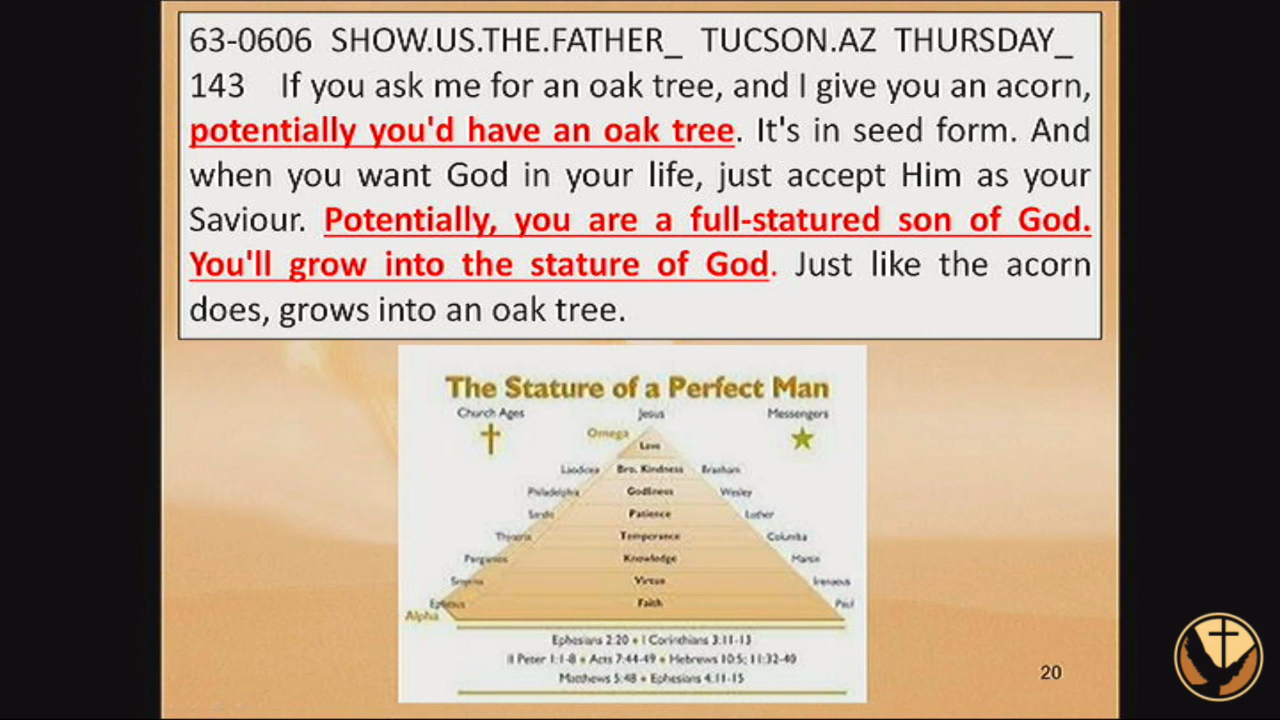 63-0606 SHOW.US.THE.FATHER_ TUCSON.AZ THURSDAY_
143 If you ask me for an oak tree, and I give you an acorn,
potentially you'd have an oak tree. It's in seed form. And
when you want God in your life, just accept Him as your
Saviour. Potentially, you are a full-statured son of God.
You'll grow into the stature of God. Just like the acorn
does, grows into an oak tree.
The Stature of a Perfect Man
Church Ages Jesus Messengers
Omega Love
Laodicea Bro. Kindness Branham
Philadelphia Godliness Wesley
Sardis Patience Luther
Thyatira Temperance Columba
Pergamos Knowledge Martin
Smyrna Virtue Irenaeus
Ephesus Faith Paul
Alpha
Ephesians 2:20 • I Corinthians 3:11-13
II Peter 1:1-8 • Acts 7:44-49 • Hebrews 10:5; 11:32-40
Matthews 5:48 • Ephesians 4:11-15
20